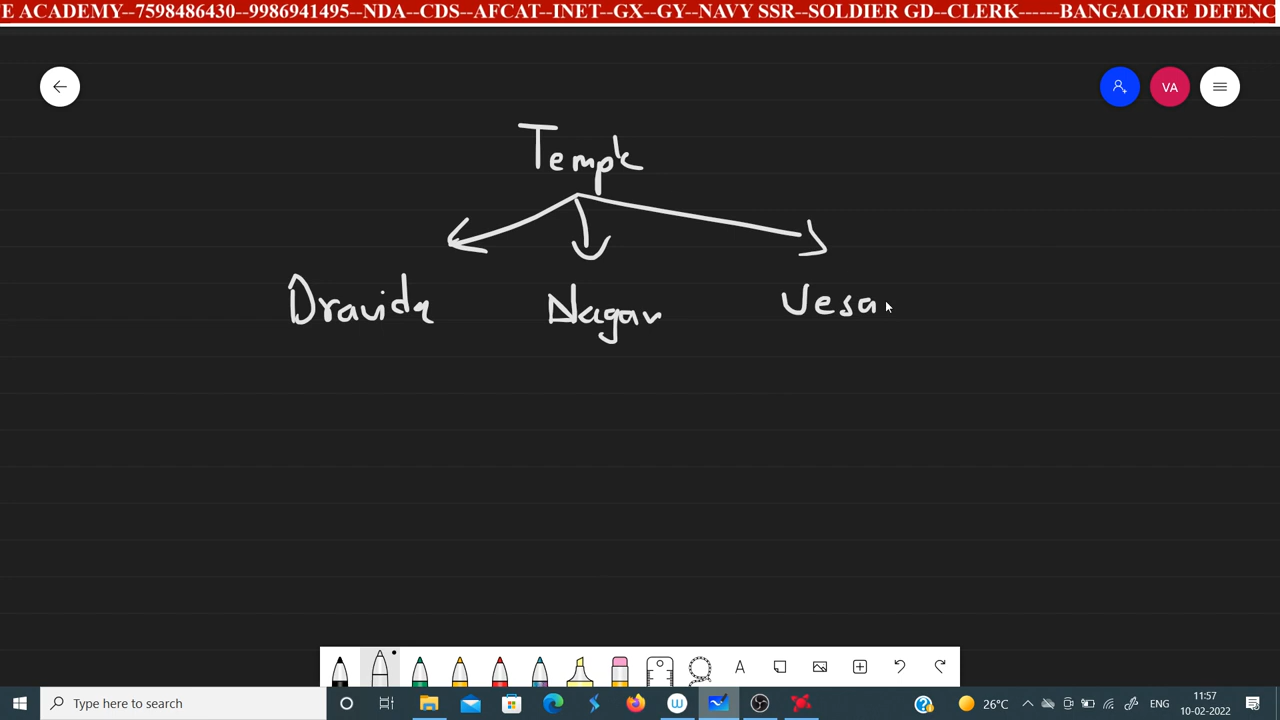 E ACADEMY--7598486430--9986941495--NDA--CDS--AFCAT--INET--GX--GY--NAVY SSR--SOLDIER GD--CLERK------BANGALORE DEFENC
VA
Temple
Dravida Nagar Vesa
A
Type here to search
W
26°C ENG 11:57
10-02-2022